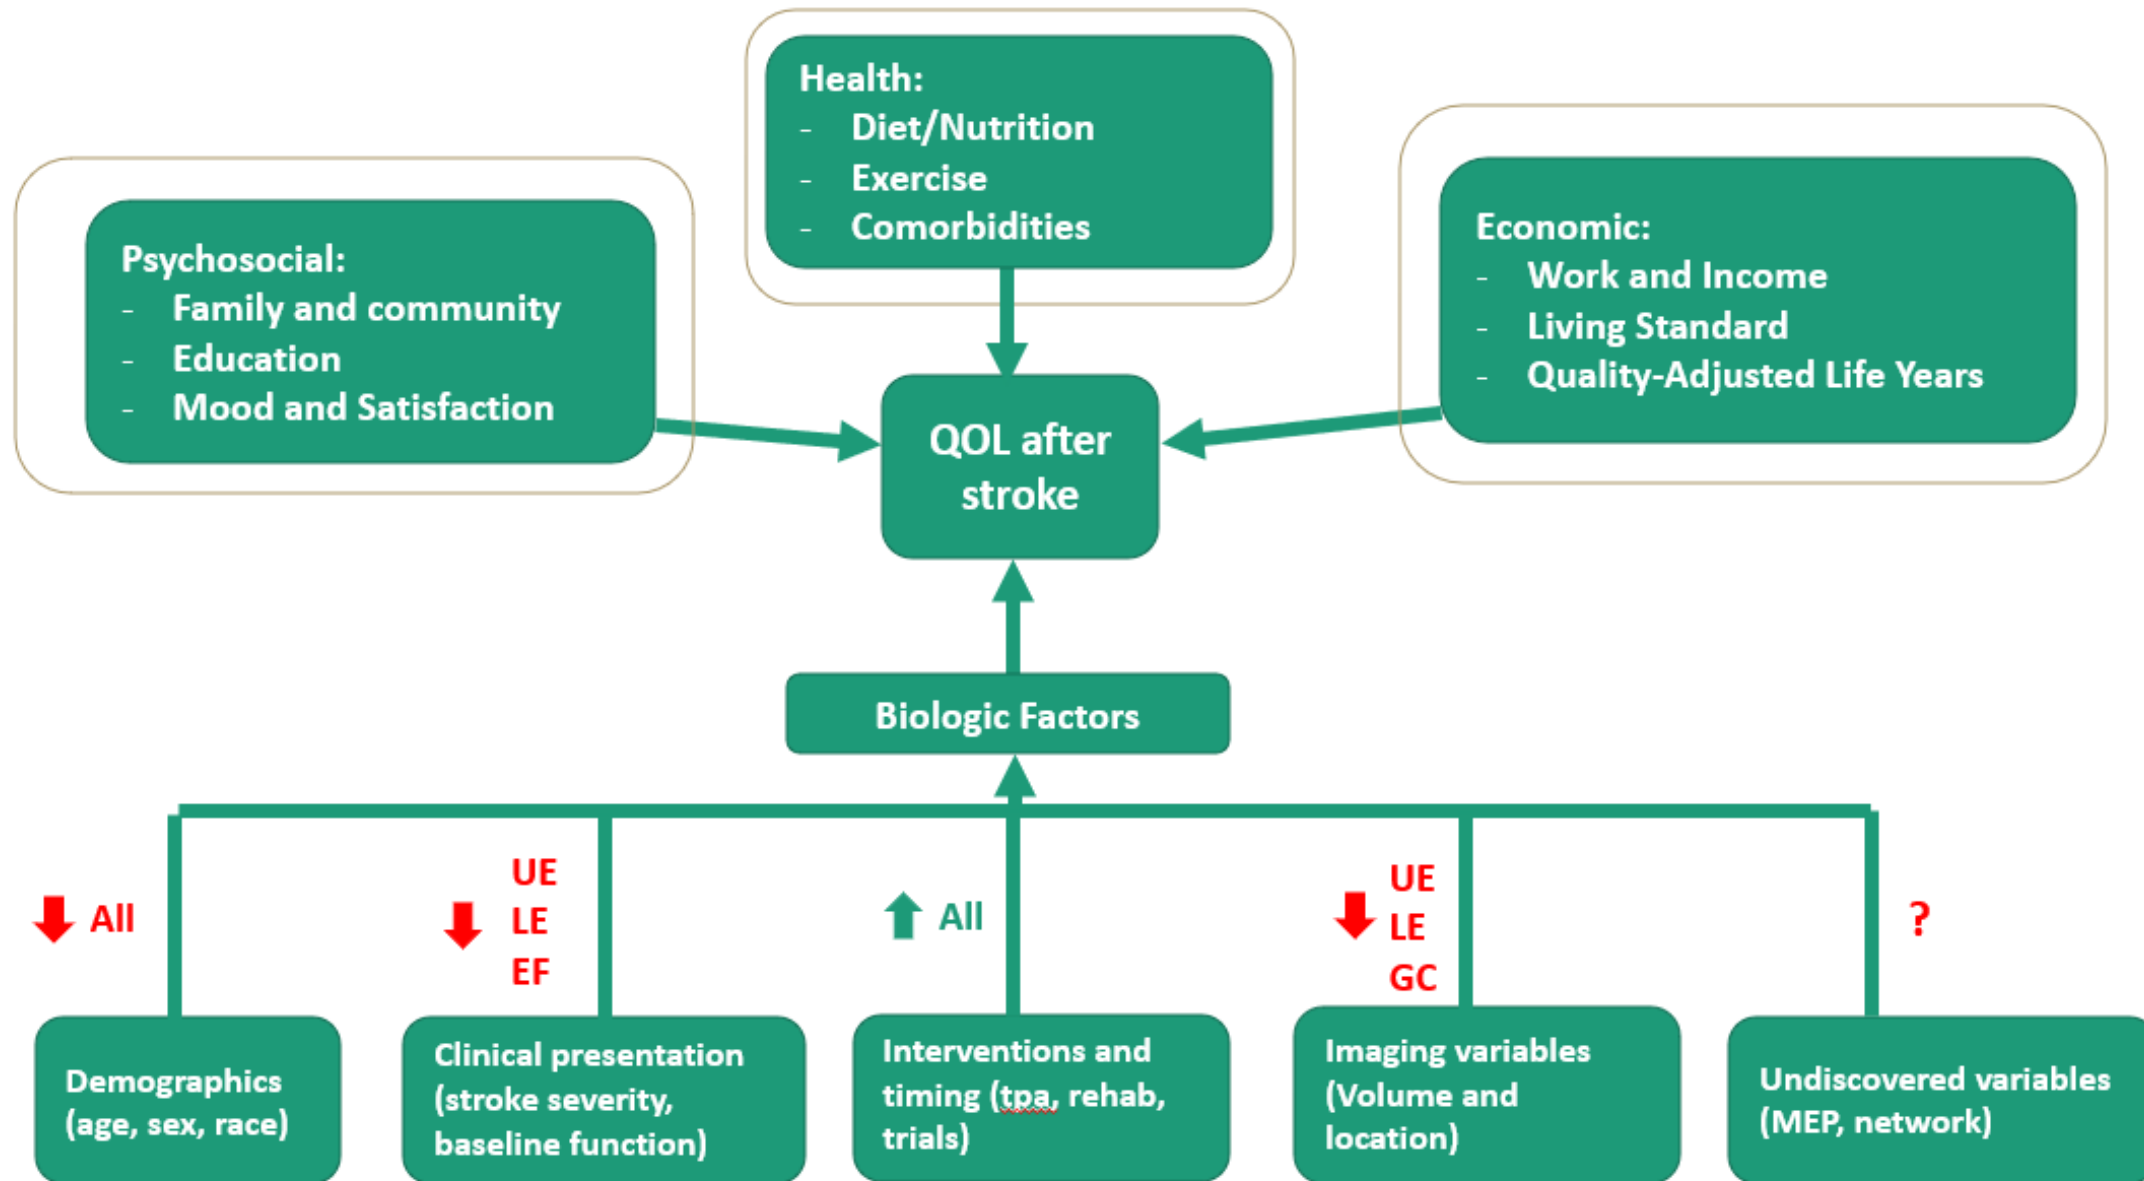 Health:
- Diet/Nutrition
- Exercise
- Comorbidities
Psychosocial:
- Family and community
- Education
- Mood and Satisfaction
Economic:
- Work and Income
- Living Standard
- Quality-Adjusted Life Years
QOL after
stroke
Biologic Factors
All
UE
LE
EF
All
UE
LE
GC
?
Demographics
(age, sex, race)
Clinical presentation
(stroke severity,
baseline function)
Interventions and
timing (tpa, rehab,
trials)
Imaging variables
(Volume and
location)
Undiscovered variables
(MEP, network)